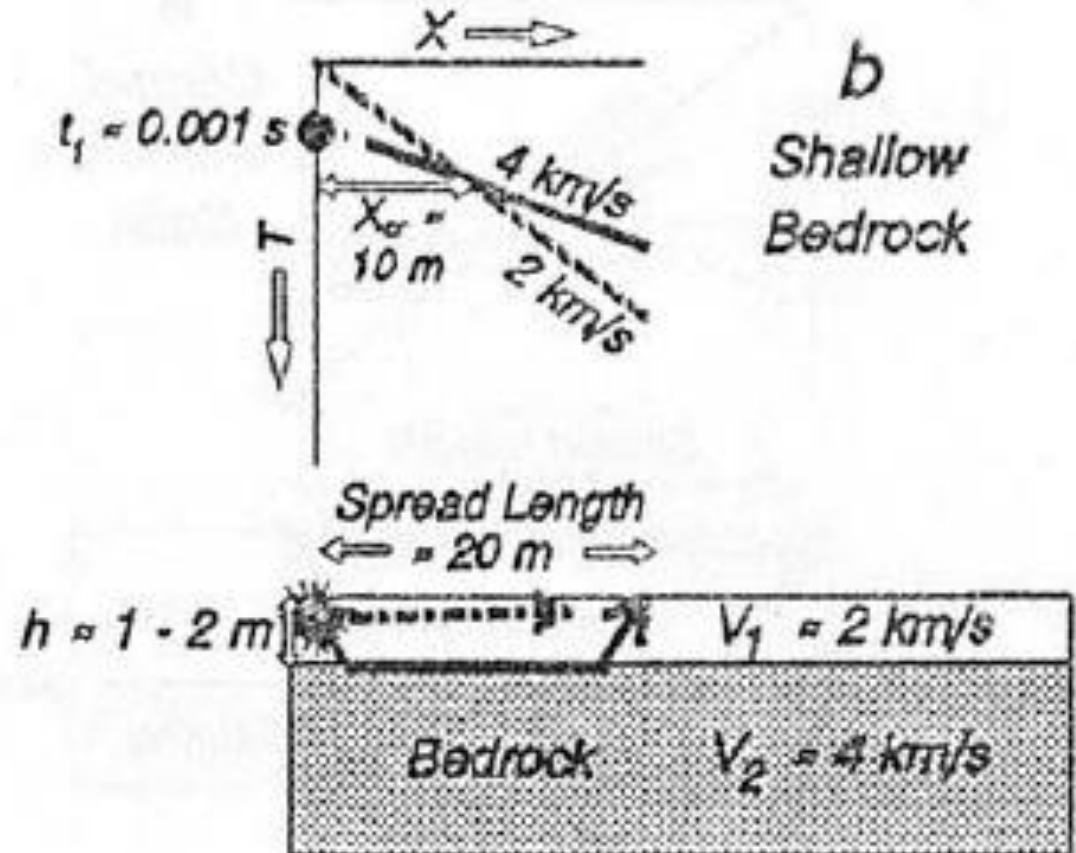 X
b
Shallow
Bedrock
t₁ ≈ 0.001 s
4 km/s
2 km/s
X_cr ≈
10 m
T
Spread Length
≈ 20 m
h ≈ 1 - 2 m
V₁ ≈ 2 km/s
Bedrock V₂ ≈ 4 km/s